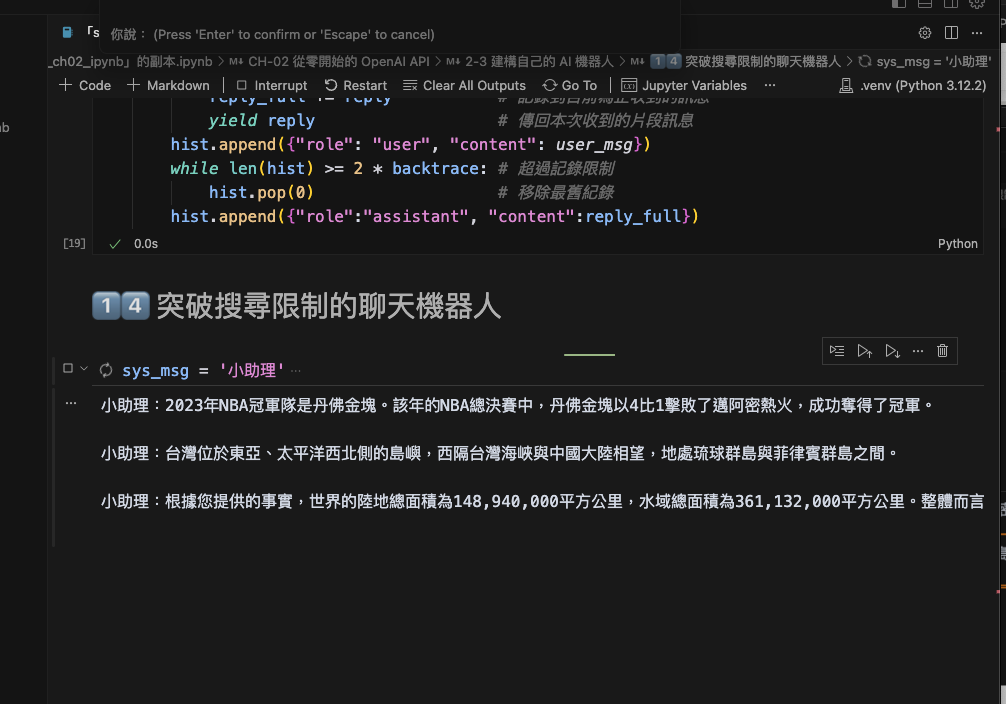 你說： (Press 'Enter' to confirm or 'Escape' to cancel)
「s
_ch02_ipynb」的副本.ipynb > M↓ CH-02 從零開始的 OpenAI API > M↓ 2-3 建構自己的 AI 機器人 > M↓ 1️⃣4️⃣ 突破搜尋限制的聊天機器人 > sys_msg = '小助理'
+ Code + Markdown | Interrupt Restart Clear All Outputs Go To | Jupyter Variables ... .venv (Python 3.12.2)
reply_full += reply # 記錄到目前為止收到的訊息
yield reply # 傳回本次收到的片段訊息
hist.append({"role": "user", "content": user_msg})
while len(hist) >= 2 * backtrace: # 超過記錄限制
hist.pop(0) # 移除最舊紀錄
hist.append({"role":"assistant", "content":reply_full})
[19] ✓ 0.0s Python
1️⃣4️⃣ 突破搜尋限制的聊天機器人
sys_msg = '小助理' ...
小助理：2023年NBA冠軍隊是丹佛金塊。該年的NBA總決賽中，丹佛金塊以4比1擊敗了邁阿密熱火，成功奪得了冠軍。
小助理：台灣位於東亞、太平洋西北側的島嶼，西隔台灣海峽與中國大陸相望，地處琉球群島與菲律賓群島之間。
小助理：根據您提供的事實，世界的陸地總面積為148,940,000平方公里，水域總面積為361,132,000平方公里。整體而言